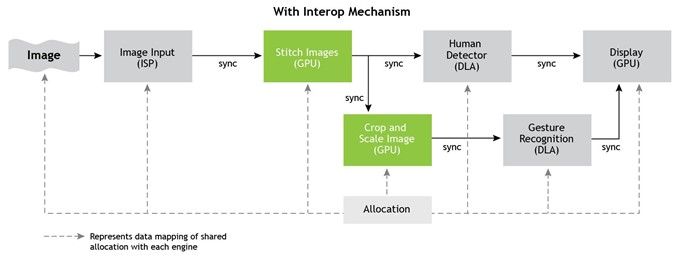 With Interop Mechanism
Image
Image Input
(ISP)
sync
Stitch Images
(GPU)
sync
Human
Detector
(DLA)
sync
Display
(GPU)
sync
Crop and
Scale Image
(GPU)
sync
Gesture
Recognition
(DLA)
sync
Allocation
Represents data mapping of shared
allocation with each engine